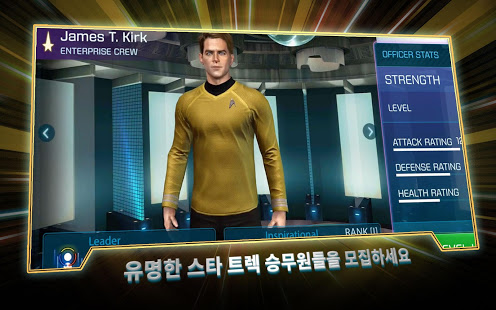 James T. Kirk
ENTERPRISE CREW
OFFICER STATS
STRENGTH
LEVEL
ATTACK RATING
DEFENSE RATING
HEALTH RATING
Leader
Inspirational
RANK [1]
유명한 스타 트렉 승무원들을 모집하세요